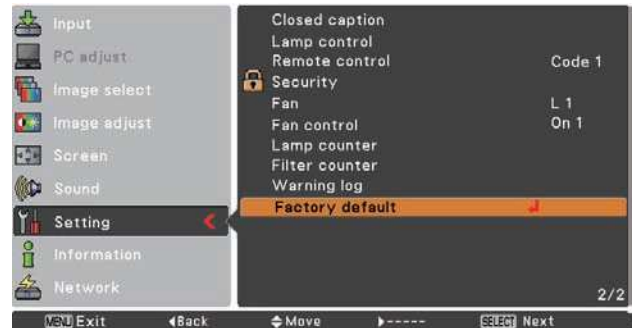 Input
PC adjust
Image select
Image adjust
Screen
Sound
Setting
Information
Network
Closed caption
Lamp control
Remote control Code 1
Security
Fan L 1
Fan control On 1
Lamp counter
Filter counter
Warning log
Factory default
2/2
MENU Exit Back Move ----- SELECT Next